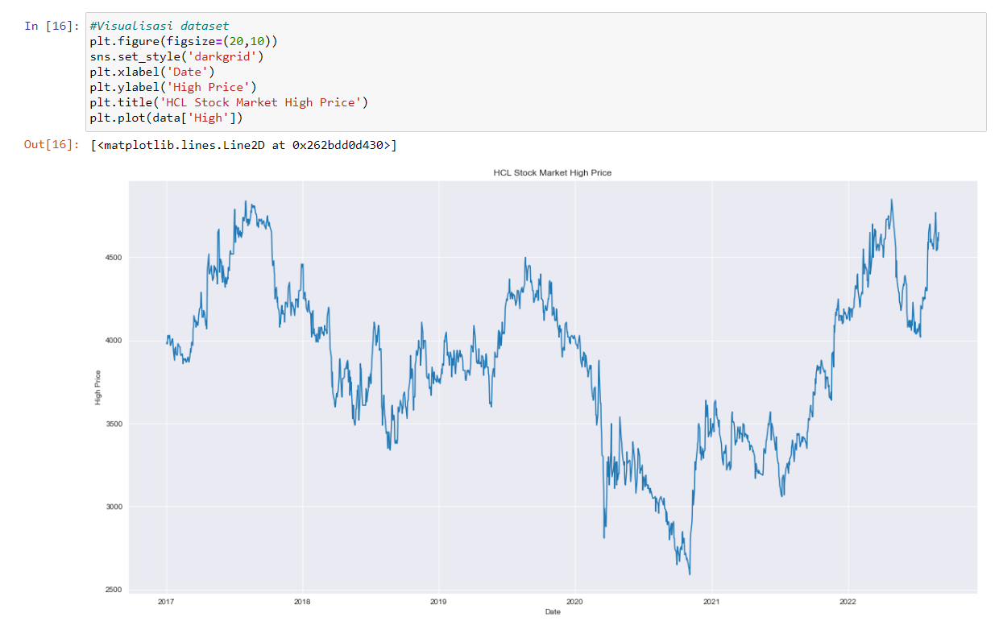 In [16]: #Visualisasi dataset
plt.figure(figsize=(20,10))
sns.set_style('darkgrid')
plt.xlabel('Date')
plt.ylabel('High Price')
plt.title('HCL Stock Market High Price')
plt.plot(data['High'])
Out[16]: [<matplotlib.lines.Line2D at 0x262bdd0d430>]
HCL Stock Market High Price
High Price
4500
4000
3500
3000
2500
2017 2018 2019 2020 2021 2022
Date